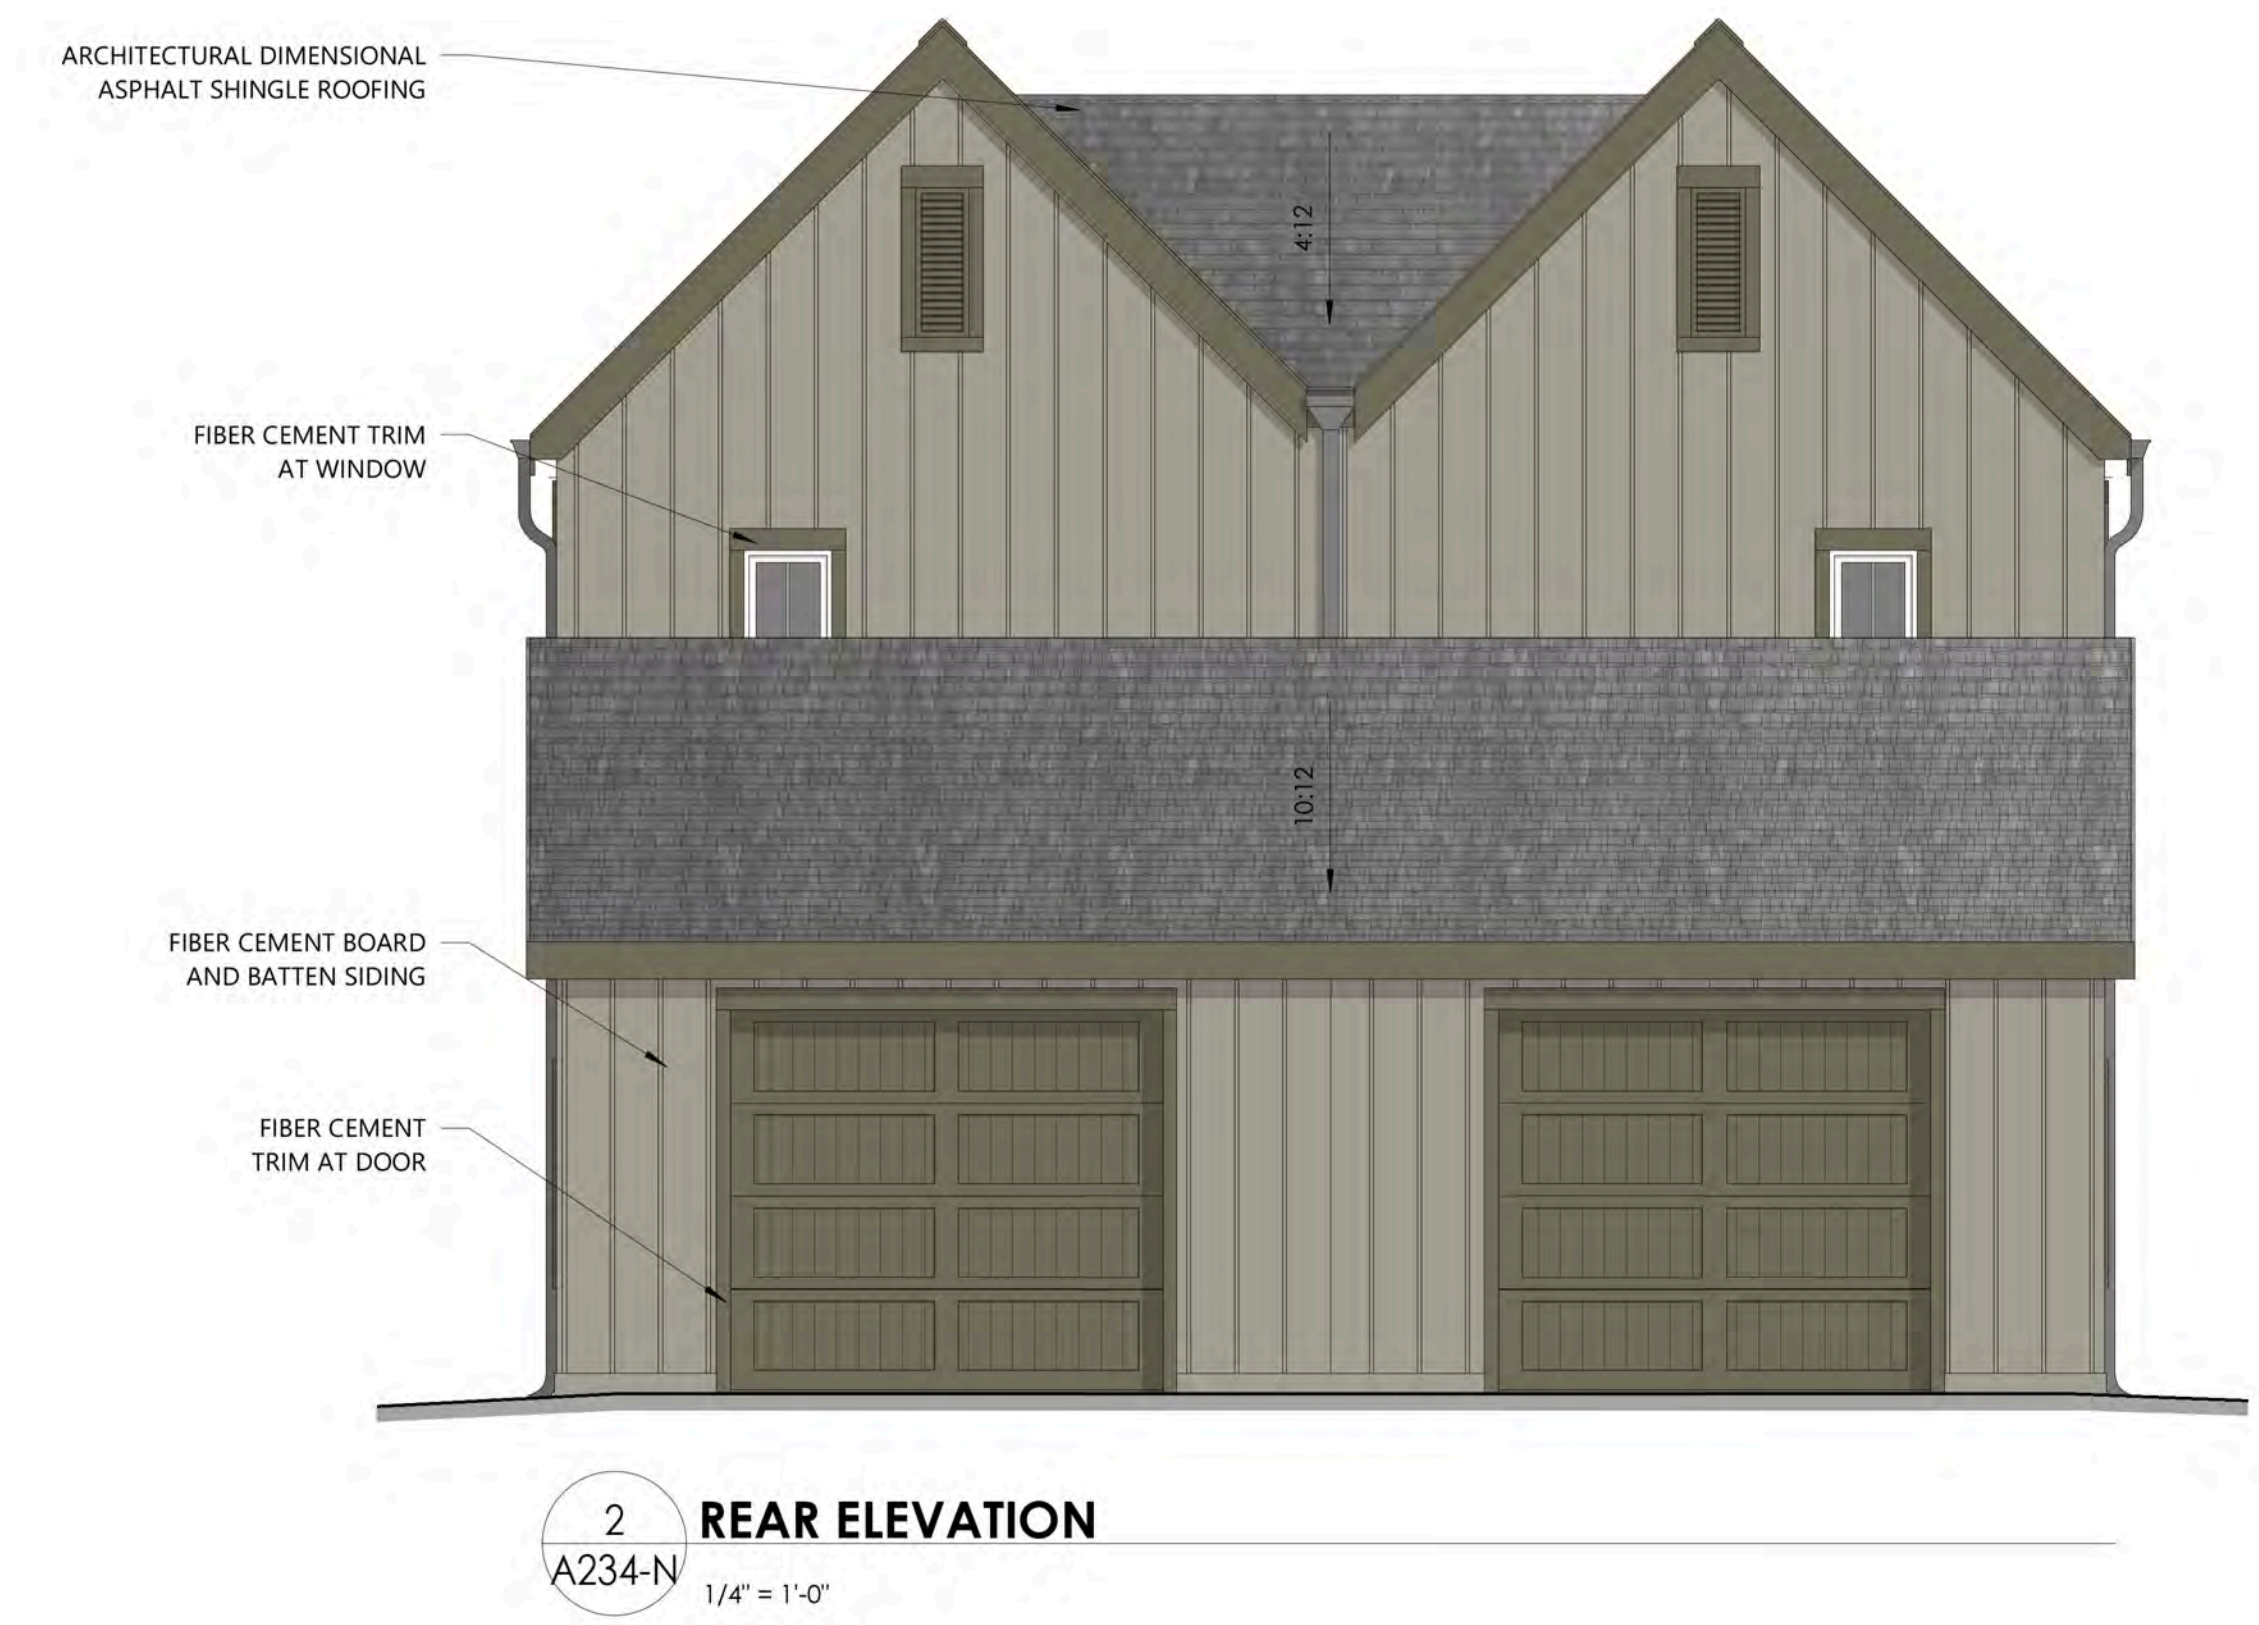 ARCHITECTURAL DIMENSIONAL
ASPHALT SHINGLE ROOFING
4:12
FIBER CEMENT TRIM
AT WINDOW
10:12
FIBER CEMENT BOARD
AND BATTEN SIDING
FIBER CEMENT
TRIM AT DOOR
2
A234-N
REAR ELEVATION
1/4" = 1'-0"